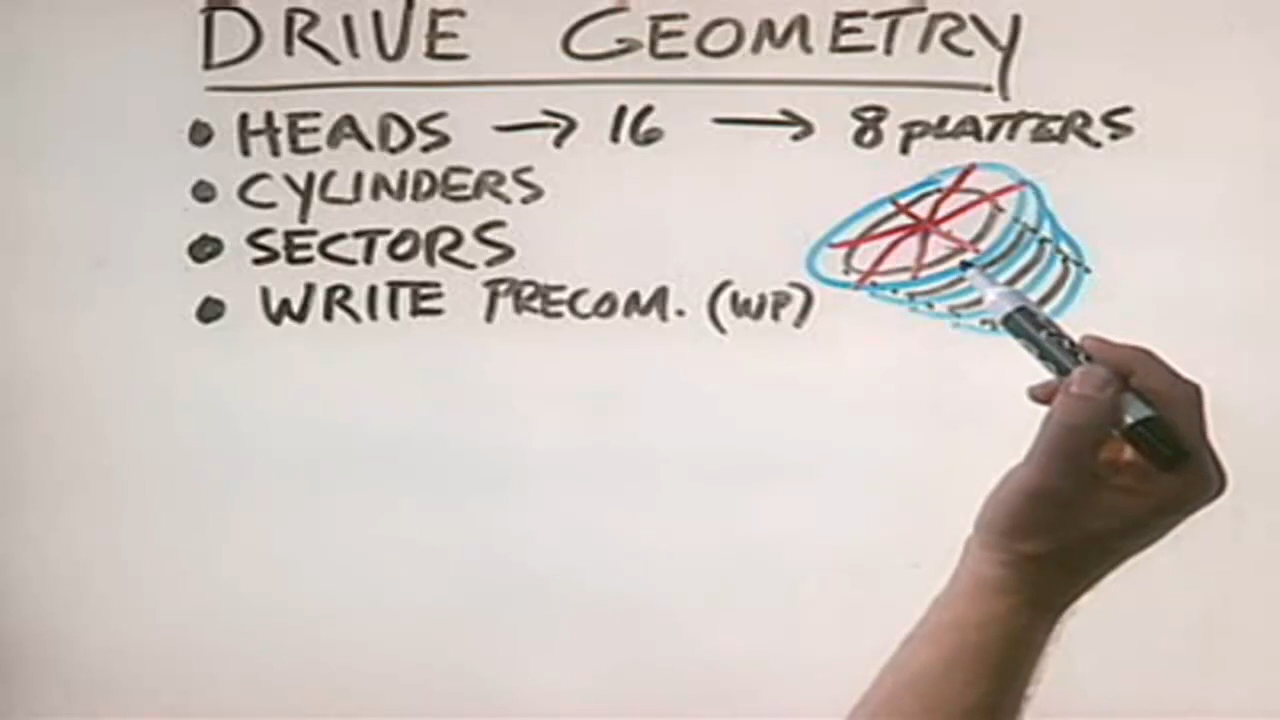 DRIVE GEOMETRY
• HEADS → 16 → 8 PLATTERS
• CYLINDERS
• SECTORS
• WRITE PRECOM. (WP)